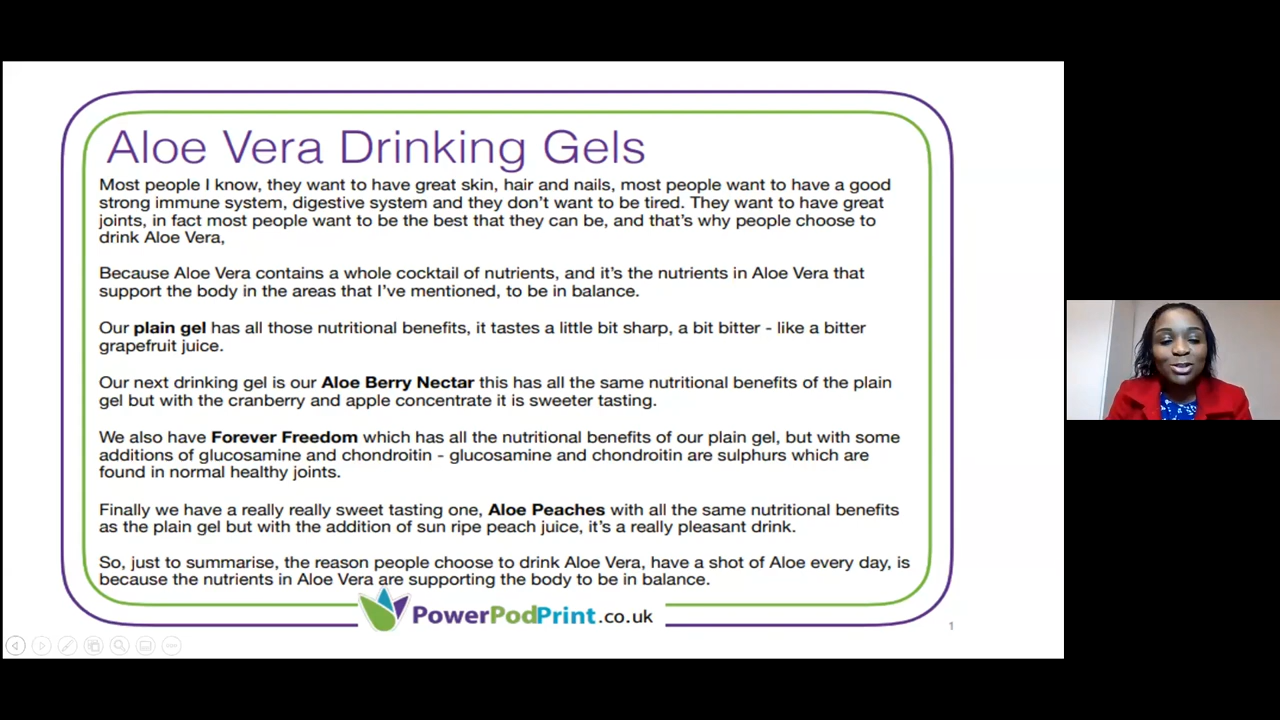 Aloe Vera Drinking Gels
Most people I know, they want to have great skin, hair and nails, most people want to have a good
strong immune system, digestive system and they don't want to be tired. They want to have great
joints, in fact most people want to be the best that they can be, and that's why people choose to
drink Aloe Vera,
Because Aloe Vera contains a whole cocktail of nutrients, and it's the nutrients in Aloe Vera that
support the body in the areas that I've mentioned, to be in balance.
Our plain gel has all those nutritional benefits, it tastes a little bit sharp, a bit bitter - like a bitter
grapefruit juice.
Our next drinking gel is our Aloe Berry Nectar this has all the same nutritional benefits of the plain
gel but with the cranberry and apple concentrate it is sweeter tasting.
We also have Forever Freedom which has all the nutritional benefits of our plain gel, but with some
additions of glucosamine and chondroitin - glucosamine and chondroitin are sulphurs which are
found in normal healthy joints.
Finally we have a really really sweet tasting one, Aloe Peaches with all the same nutritional benefits
as the plain gel but with the addition of sun ripe peach juice, it's a really pleasant drink.
So, just to summarise, the reason people choose to drink Aloe Vera, have a shot of Aloe every day, is
because the nutrients in Aloe Vera are supporting the body to be in balance.
PowerPodPrint.co.uk
1